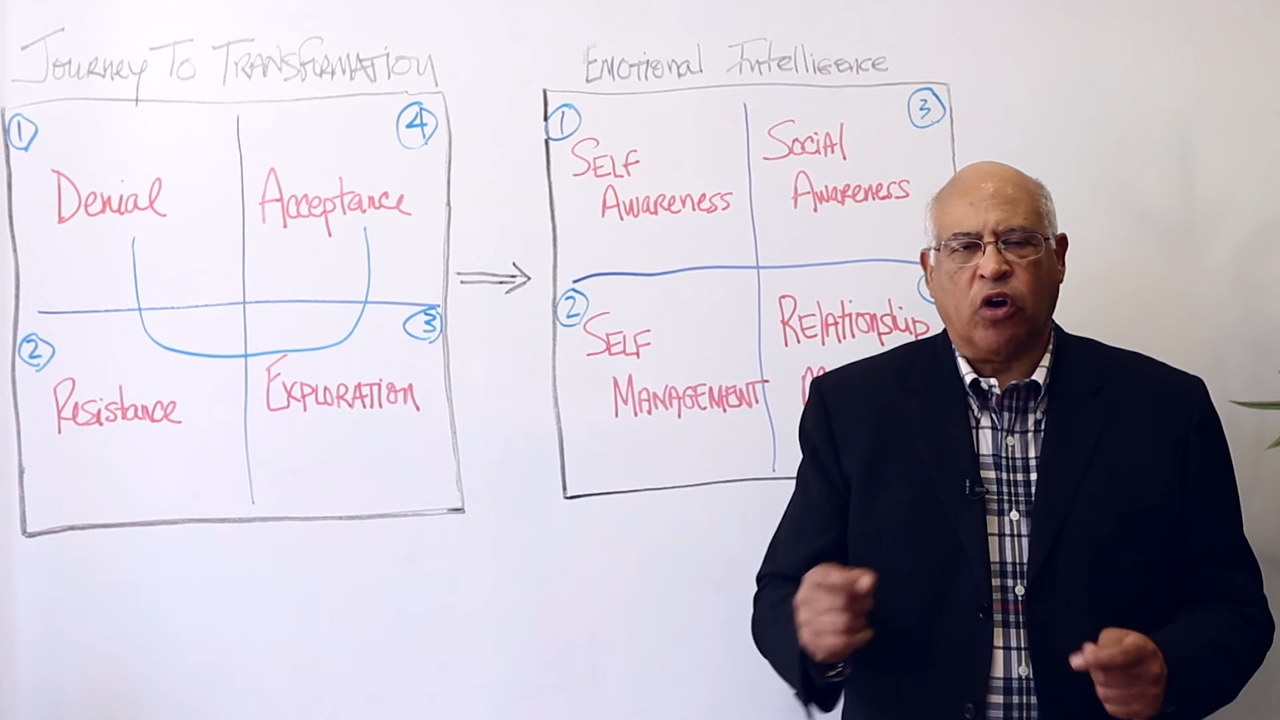 JOURNEY TO TRANSFORMATION
1
4
Denial
Acceptance
2
3
Resistance
EXPLORATION
Emotional Intelligence
1
3
SELF
AWARENESS
Social
AWARENESS
2
SELF
MANAGEMENT
RElAtionship